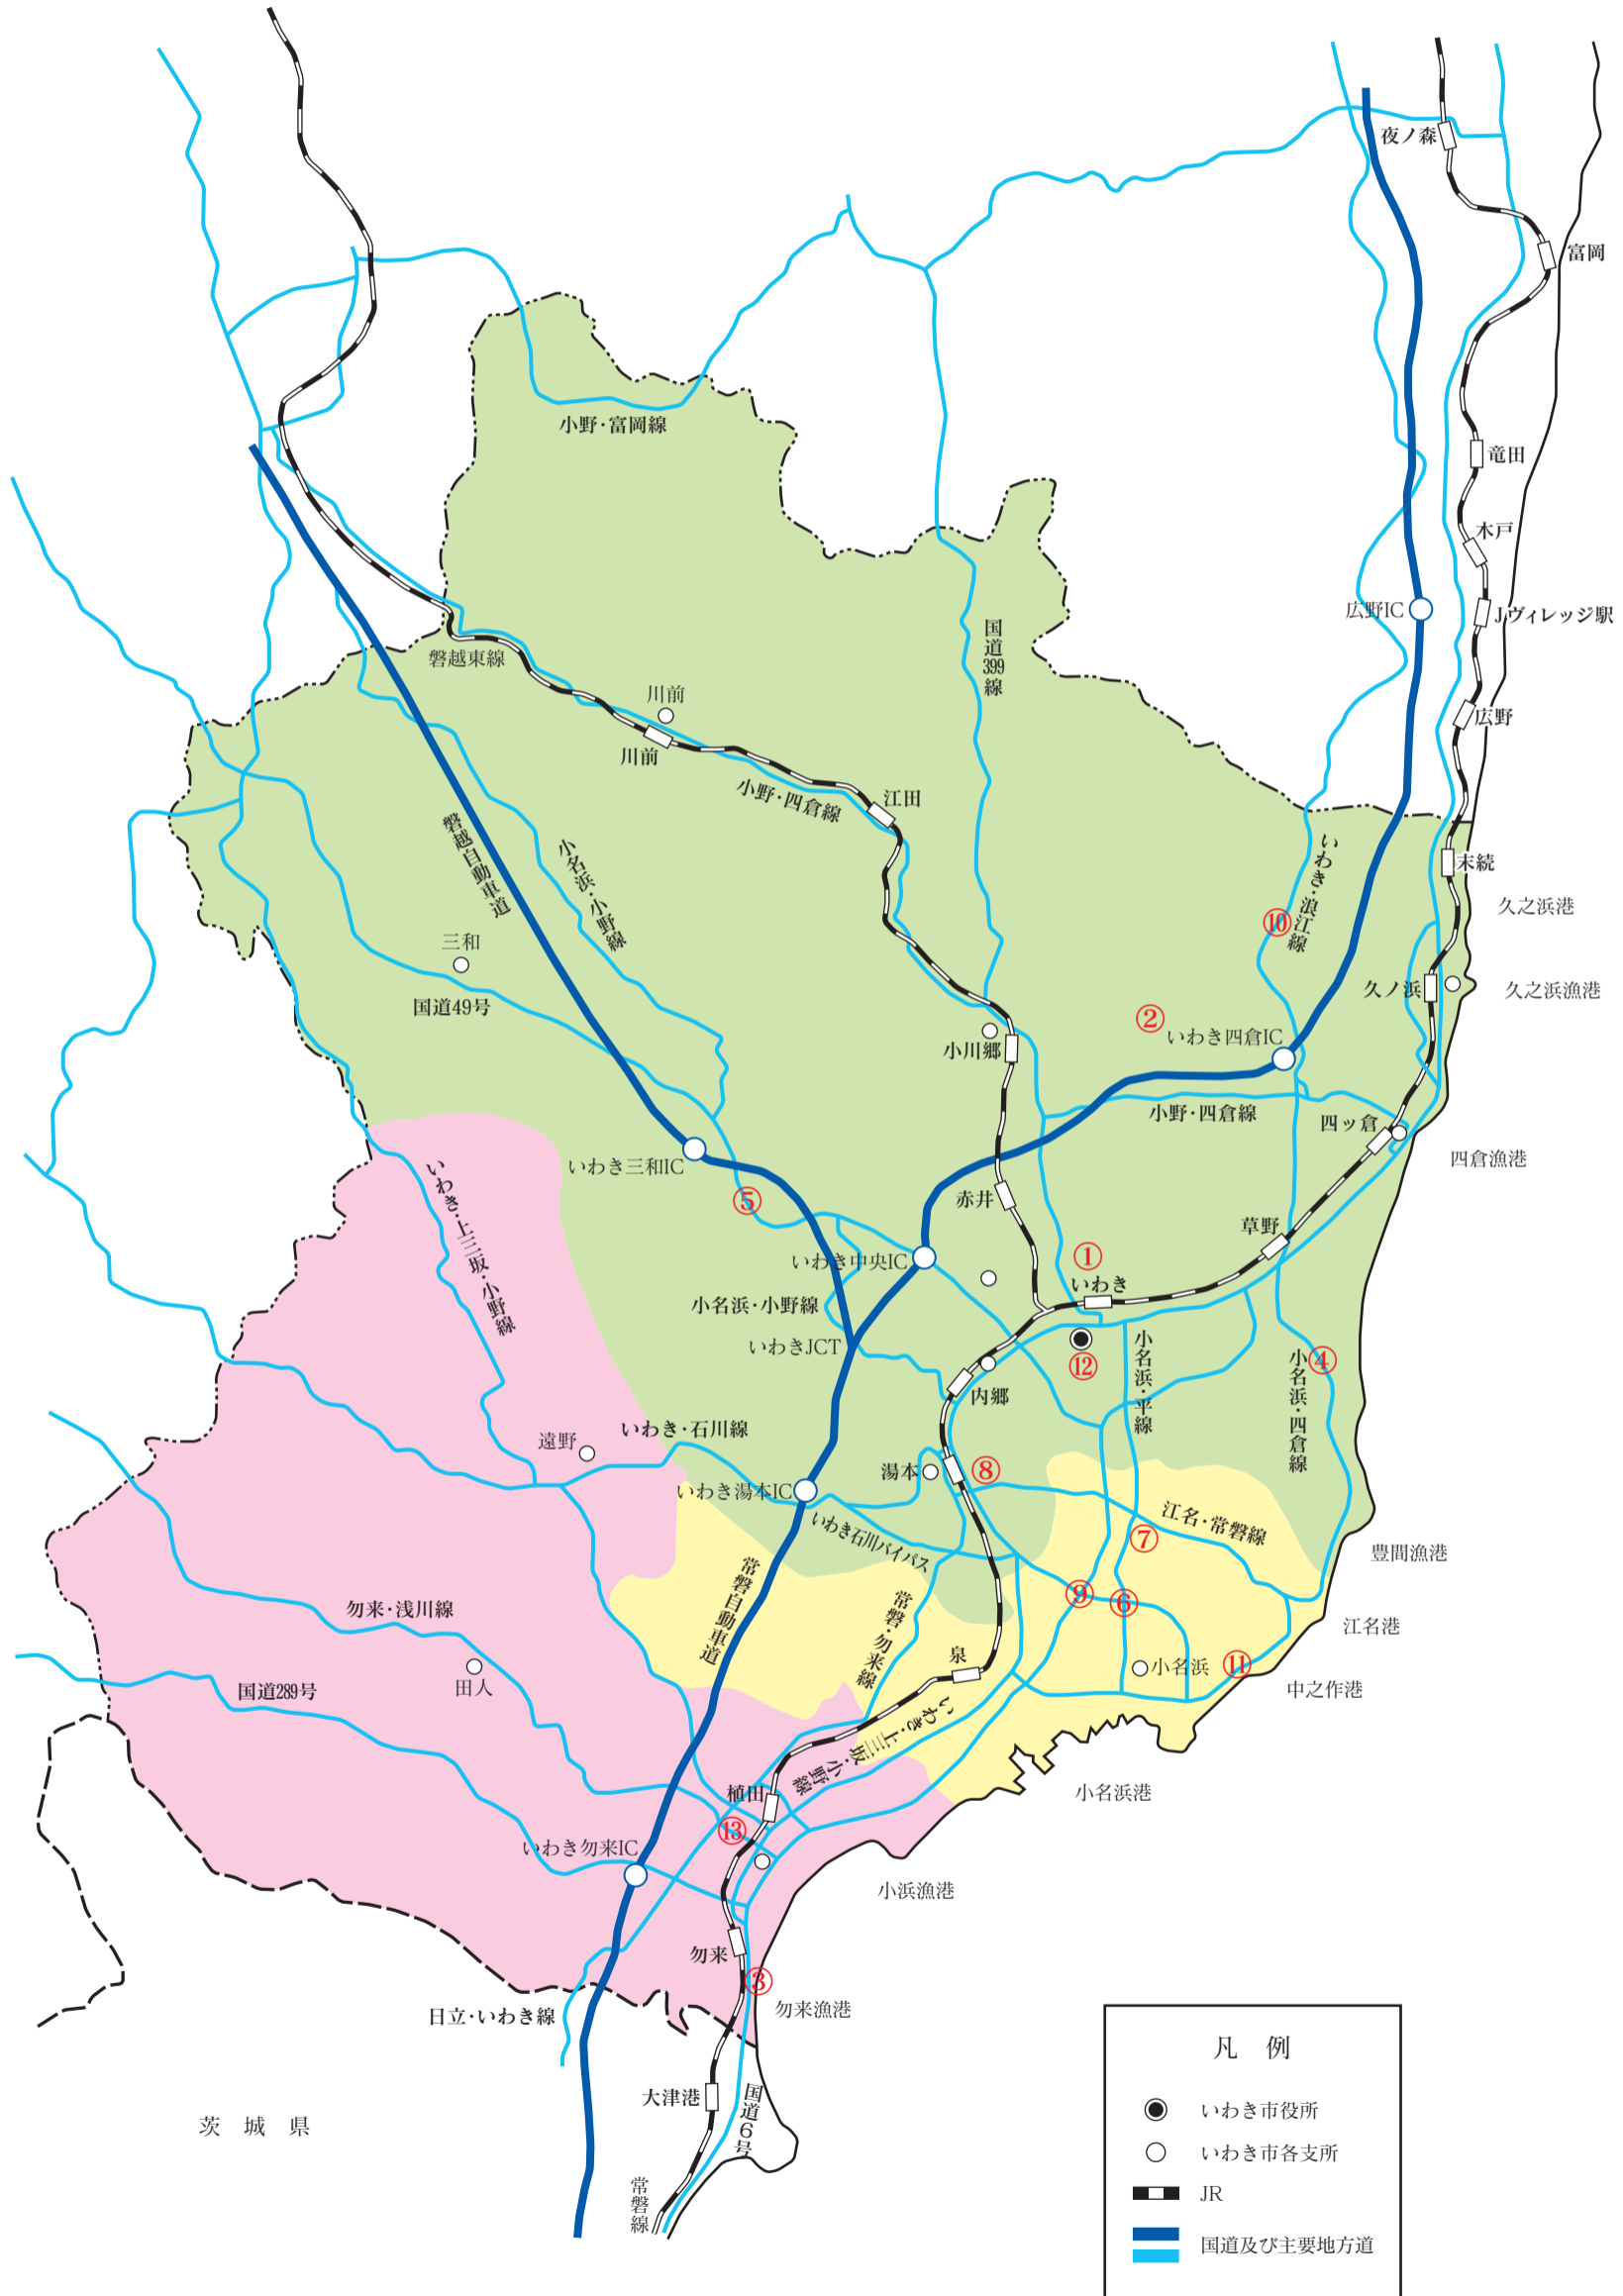 夜ノ森
富岡
小野・富岡線
竜田
木戸
広野IC
Jヴィレッジ駅
国道399線
磐越東線
川前
川前
広野
小野・四倉線
江田
磐越自動車道
小名浜・小野線
いわき・浪江線
末続
久之浜港
⑩
三和
国道49号
久ノ浜
久之浜漁港
②
いわき四倉IC
小川郷
小野・四倉線
四ッ倉
四倉漁港
いわき三和IC
いわき・上三坂・小野線
⑤
赤井
草野
①
いわき中央IC
いわき
小名浜・小野線
いわきJCT
⑫
小名浜・平線
小名浜・四倉線
④
内郷
いわき・石川線
遠野
湯本
⑧
いわき湯本IC
いわき石川バイパス
江名・常磐線
⑦
豊間漁港
常磐自動車道
常磐・勿来線
⑨
⑥
勿来・浅川線
江名港
泉
小名浜
⑪
田人
国道289号
中之作港
いわき・上三坂・小野線
植田
小名浜港
⑬
いわき勿来IC
小浜漁港
勿来
③
勿来漁港
日立・いわき線
大津港
国道6号
茨城県
常磐線
凡例
いわき市役所
いわき市各支所
JR
国道及び主要地方道